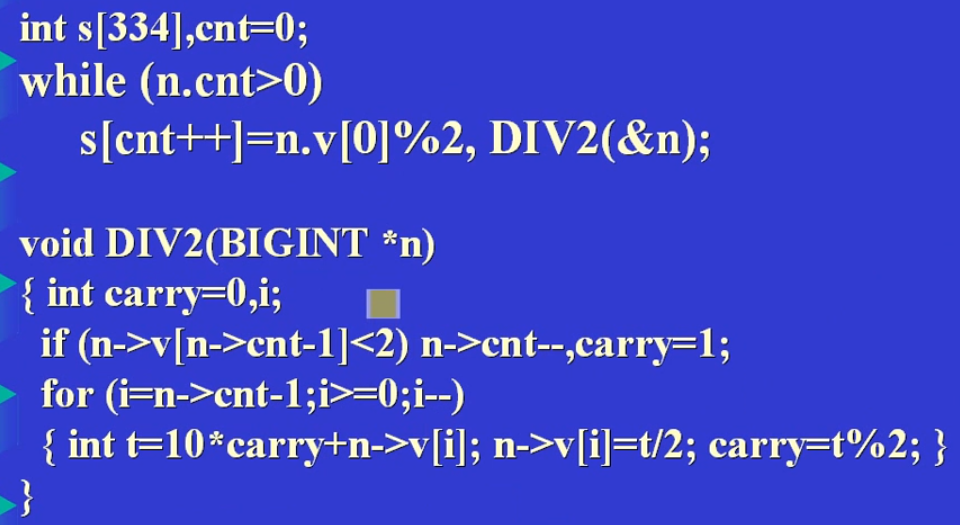 int s[334],cnt=0;
while (n.cnt>0)
s[cnt++]=n.v[0]%2, DIV2(&n);
void DIV2(BIGINT *n)
{ int carry=0,i;
if (n->v[n->cnt-1]<2) n->cnt--,carry=1;
for (i=n->cnt-1;i>=0;i--)
{ int t=10*carry+n->v[i]; n->v[i]=t/2; carry=t%2; }
}